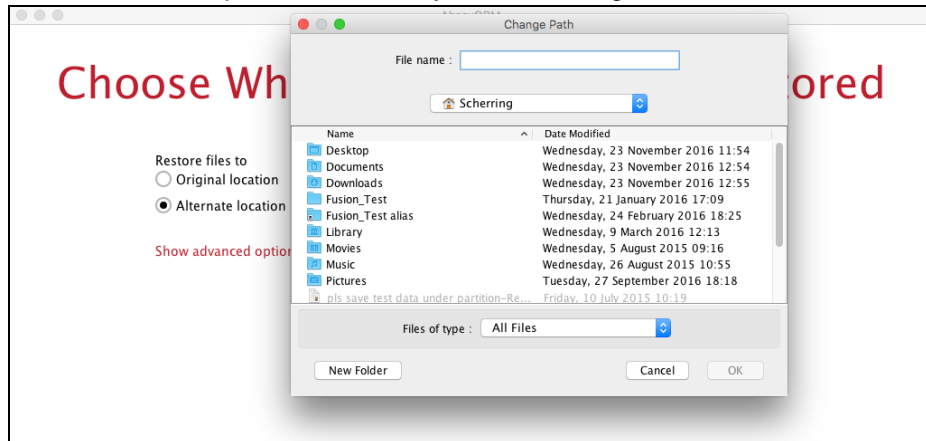 Change Path
Choose Wh
ored
File name :
Scherring
Name Date Modified
Desktop Wednesday, 23 November 2016 11:54
Documents Wednesday, 23 November 2016 12:54
Downloads Wednesday, 23 November 2016 12:55
Fusion_Test Thursday, 21 January 2016 17:09
Fusion_Test alias Wednesday, 24 February 2016 18:25
Library Wednesday, 9 March 2016 12:13
Movies Wednesday, 5 August 2015 09:16
Music Wednesday, 26 August 2015 10:55
Pictures Tuesday, 27 September 2016 18:18
pls save test data under partition-Re... Friday, 10 July 2015 10:19
Restore files to
Original location
Alternate location
Show advanced option
Files of type : All Files
New Folder Cancel OK